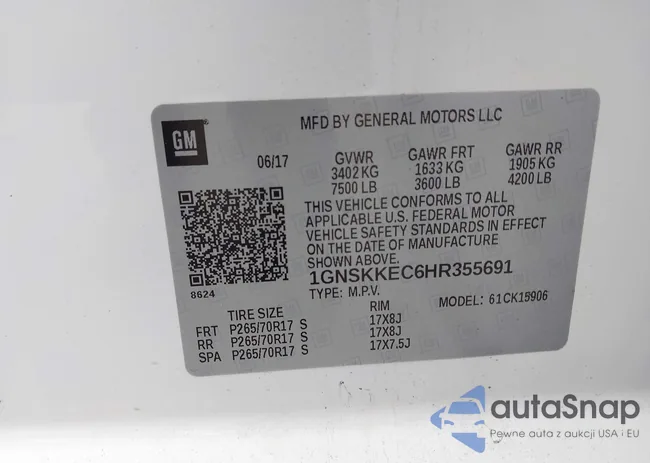 GM
MFD BY GENERAL MOTORS LLC
06/17 GVWR GAWR FRT GAWR RR
3402 KG 1633 KG 1905 KG
7500 LB 3600 LB 4200 LB
THIS VEHICLE CONFORMS TO ALL
APPLICABLE U.S. FEDERAL MOTOR
VEHICLE SAFETY STANDARDS IN EFFECT
ON THE DATE OF MANUFACTURE
SHOWN ABOVE.
1GNSKKEC6HR355691
8624
TYPE: M.P.V. MODEL: 61CK15906
TIRE SIZE RIM
FRT P265/70R17 S 17X8J
RR P265/70R17 S 17X8J
SPA P265/70R17 S 17X7.5J
autaSnap
Pewne auta z aukcji USA i EU